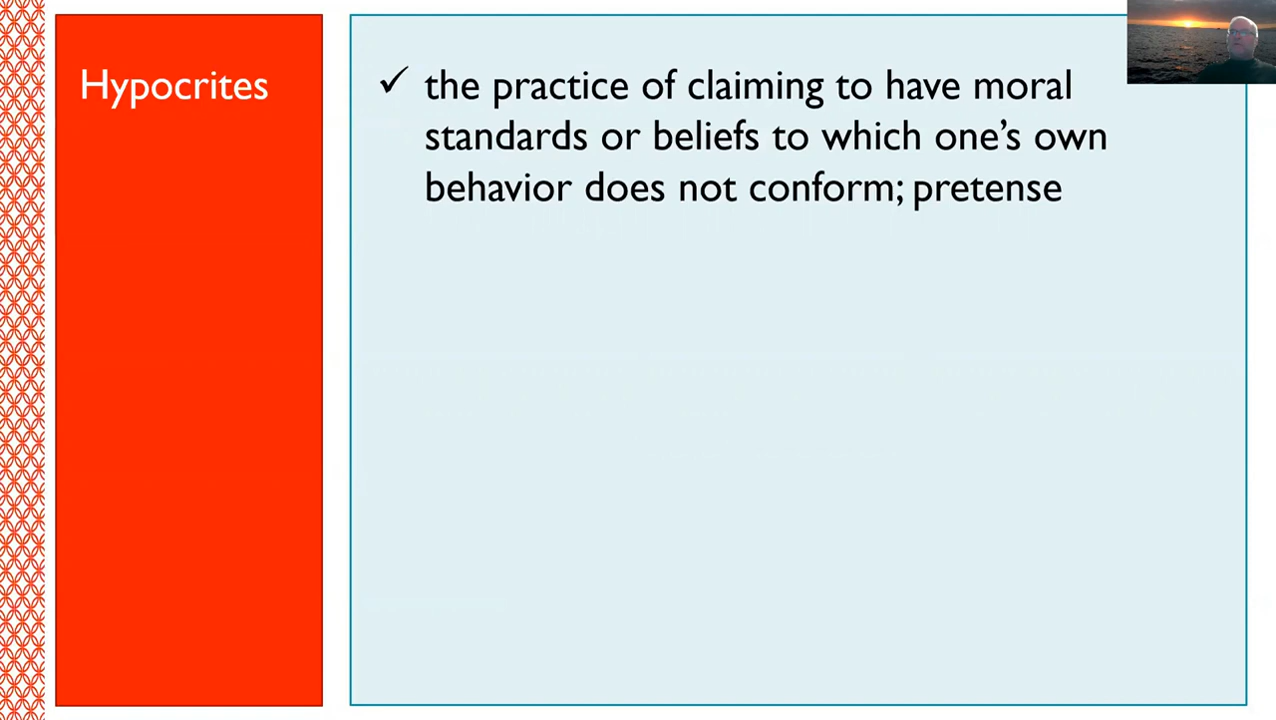 Hypocrites
✓ the practice of claiming to have moral
standards or beliefs to which one’s own
behavior does not conform; pretense